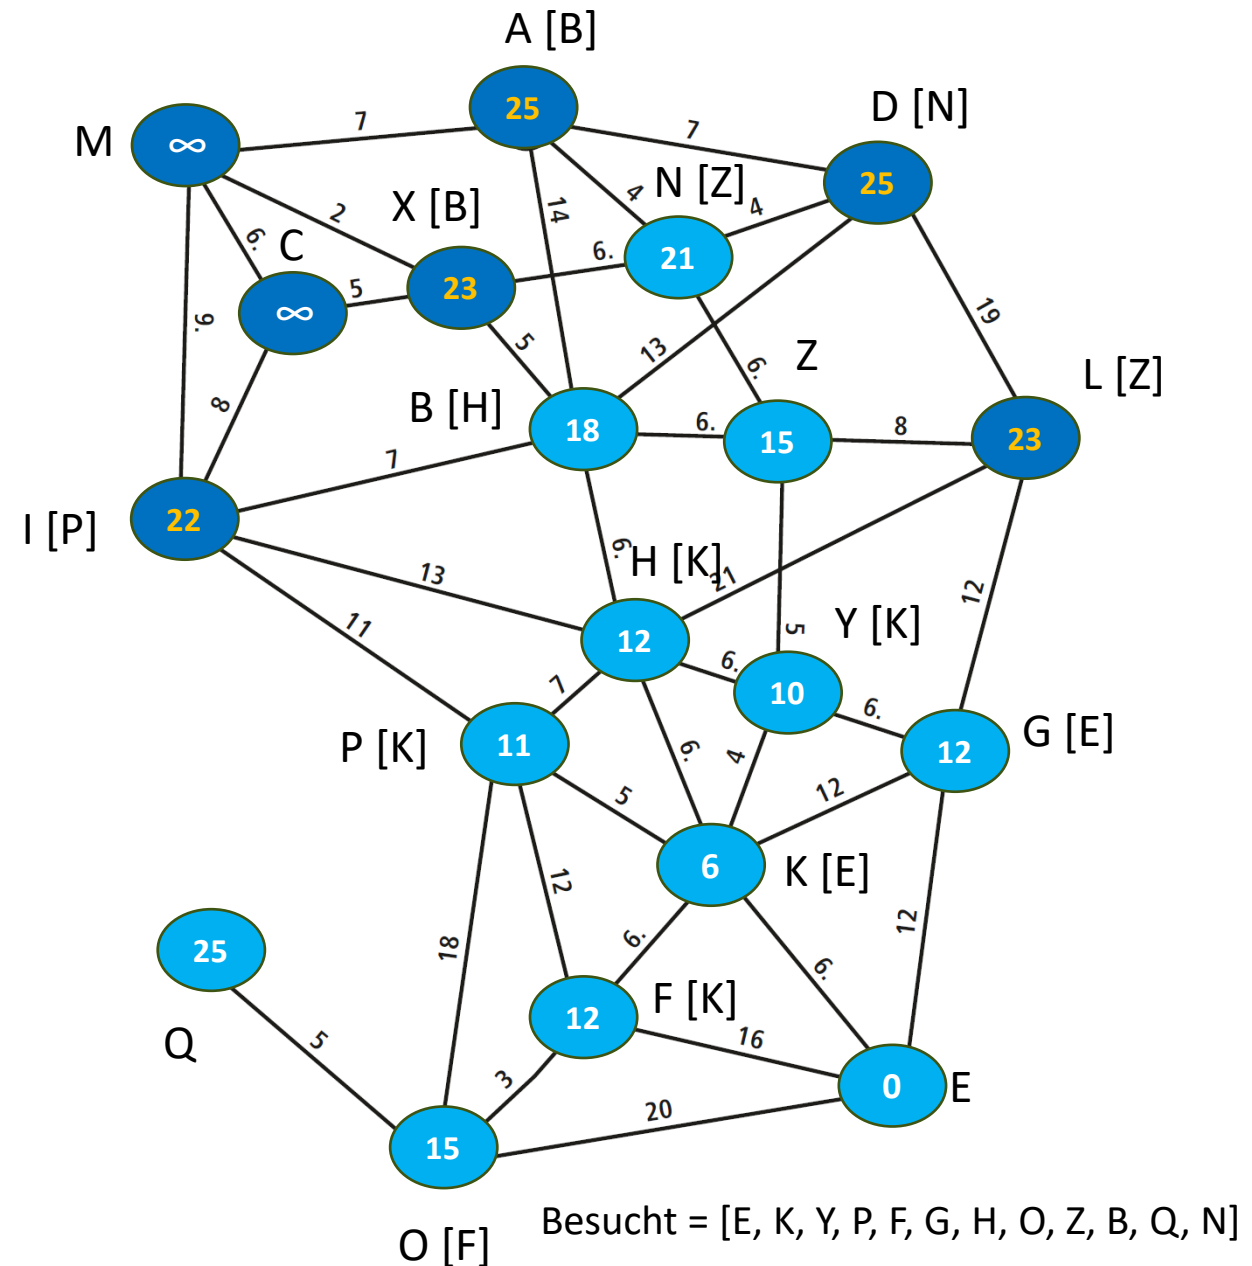 A [B]
25
D [N]
M
∞
7
7
25
N [Z]
4
4
X [B]
2
14
6.
C
6.
21
23
5
∞
9.
19
5
13
6.
Z
L [Z]
8
B [H]
18
6.
15
8
23
7
I [P]
22
6.
H [K]
21
13
12
11
5
Y [K]
12
6.
10
7
6.
G [E]
P [K]
11
6.
4
12
5
12
6
K [E]
12
18
6.
12
6.
25
F [K]
12
16
Q
5
3
0
E
20
15
Besucht = [E, K, Y, P, F, G, H, O, Z, B, Q, N]
O [F]